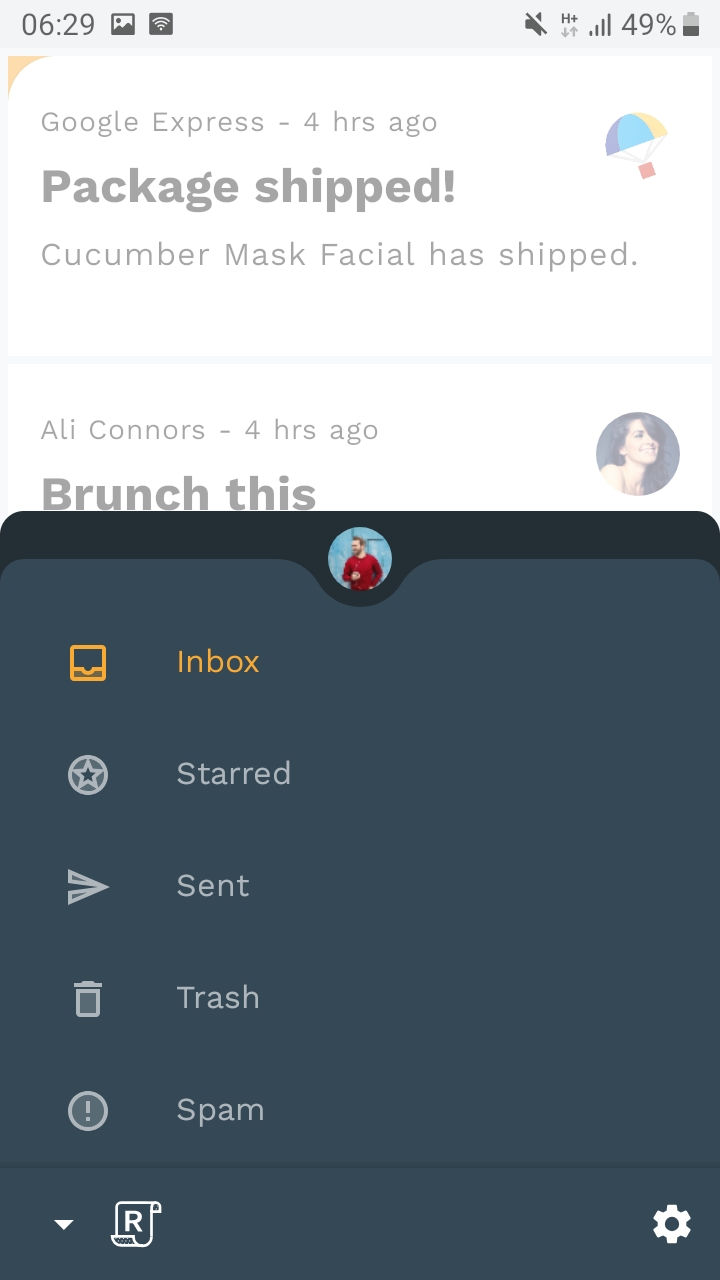 06:29
H+
49%
Google Express - 4 hrs ago
Package shipped!
Cucumber Mask Facial has shipped.
Ali Connors - 4 hrs ago
Brunch this
Inbox
Starred
Sent
Trash
Spam
R